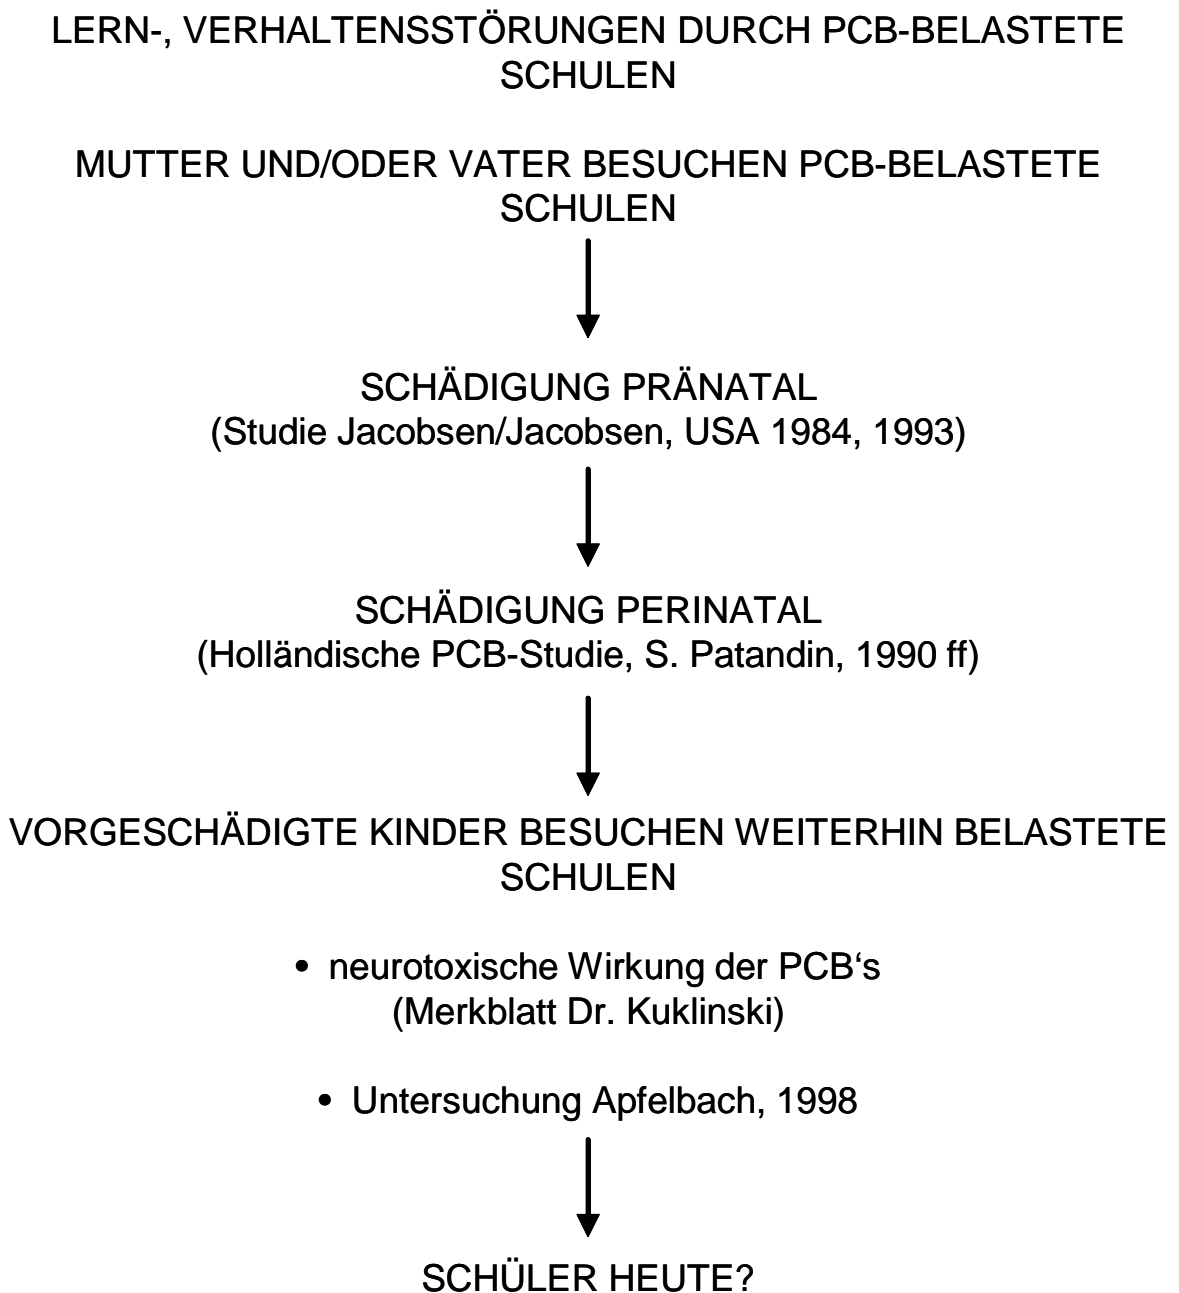 LERN-, VERHALTENSSTÖRUNGEN DURCH PCB-BELASTETE
SCHULEN
MUTTER UND/ODER VATER BESUCHEN PCB-BELASTETE
SCHULEN
SCHÄDIGUNG PRÄNATAL
(Studie Jacobsen/Jacobsen, USA 1984, 1993)
SCHÄDIGUNG PERINATAL
(Holländische PCB-Studie, S. Patandin, 1990 ff)
VORGESCHÄDIGTE KINDER BESUCHEN WEITERHIN BELASTETE
SCHULEN
• neurotoxische Wirkung der PCB‘s
(Merkblatt Dr. Kuklinski)
• Untersuchung Apfelbach, 1998
SCHÜLER HEUTE?